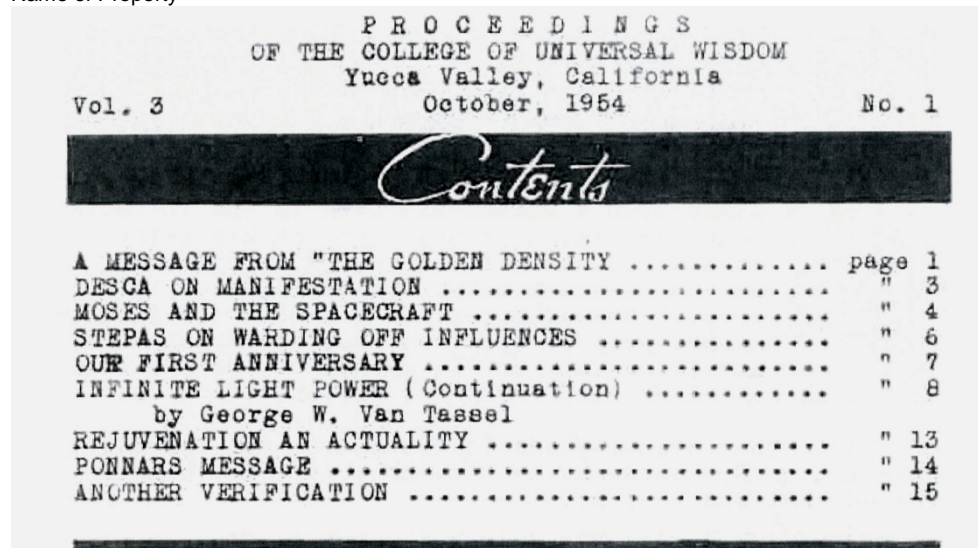 Name of Property
P R O C E E D I N G S
OF THE COLLEGE OF UNIVERSAL WISDOM
Yucca Valley, California
Vol. 3 October, 1954 No. 1
Contents
A MESSAGE FROM "THE GOLDEN DENSITY ............. page 1
DESCA ON MANIFESTATION ......................... " 3
MOSES AND THE SPACECRAFT ....................... " 4
STEPAS ON WARDING OFF INFLUENCES ............... " 6
OUR FIRST ANNIVERSARY .......................... " 7
INFINITE LIGHT POWER (Continuation) ............ " 8
by George W. Van Tassel
REJUVENATION AN ACTUALITY ...................... " 13
PONNARS MESSAGE ................................ " 14
ANOTHER VERIFICATION ........................... " 15